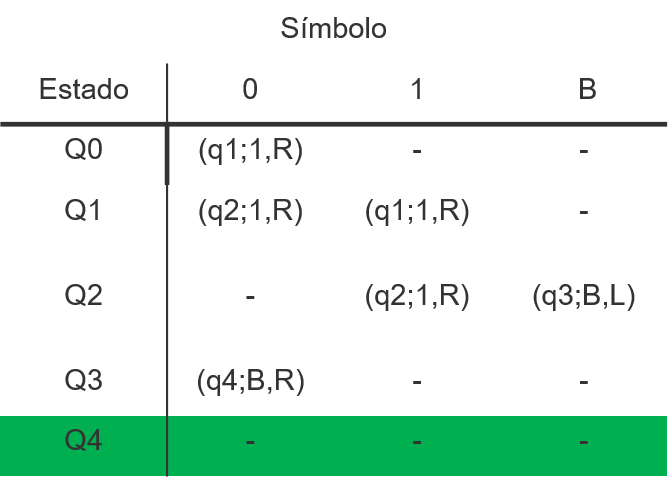 Símbolo
Estado 0 1 B
Q0 (q1;1,R) - -
Q1 (q2;1,R) (q1;1,R) -
Q2 - (q2;1,R) (q3;B,L)
Q3 (q4;B,R) - -
Q4 - - -